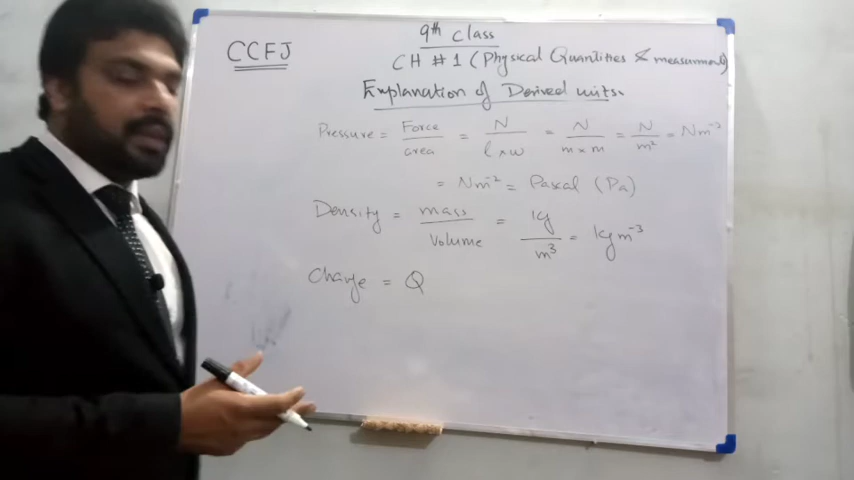 CCFJ
9th class
CH # 1 (Physical Quantities & measurment)
Explanation of Derived units.
Pressure = Force/area = N/l×w = N/m×m = N/m² = Nm⁻²
= Nm⁻² = Pascal (Pa)
Density = mass/Volume = kg/m³ = kgm⁻³
Charge = Q